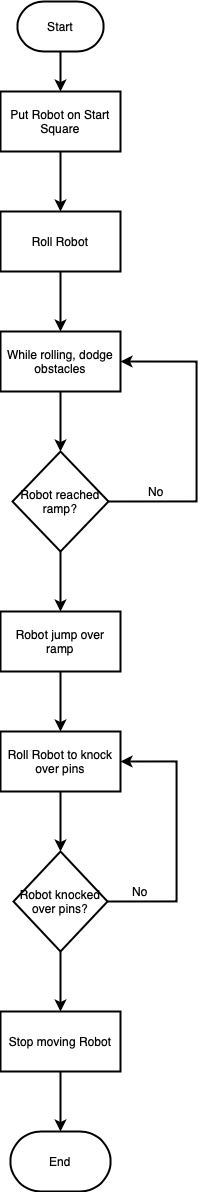 Start
Put Robot on Start
Square
Roll Robot
While rolling, dodge
obstacles
Robot reached
ramp?
No
Robot jump over
ramp
Roll Robot to knock
over pins
Robot knocked
over pins?
No
Stop moving Robot
End